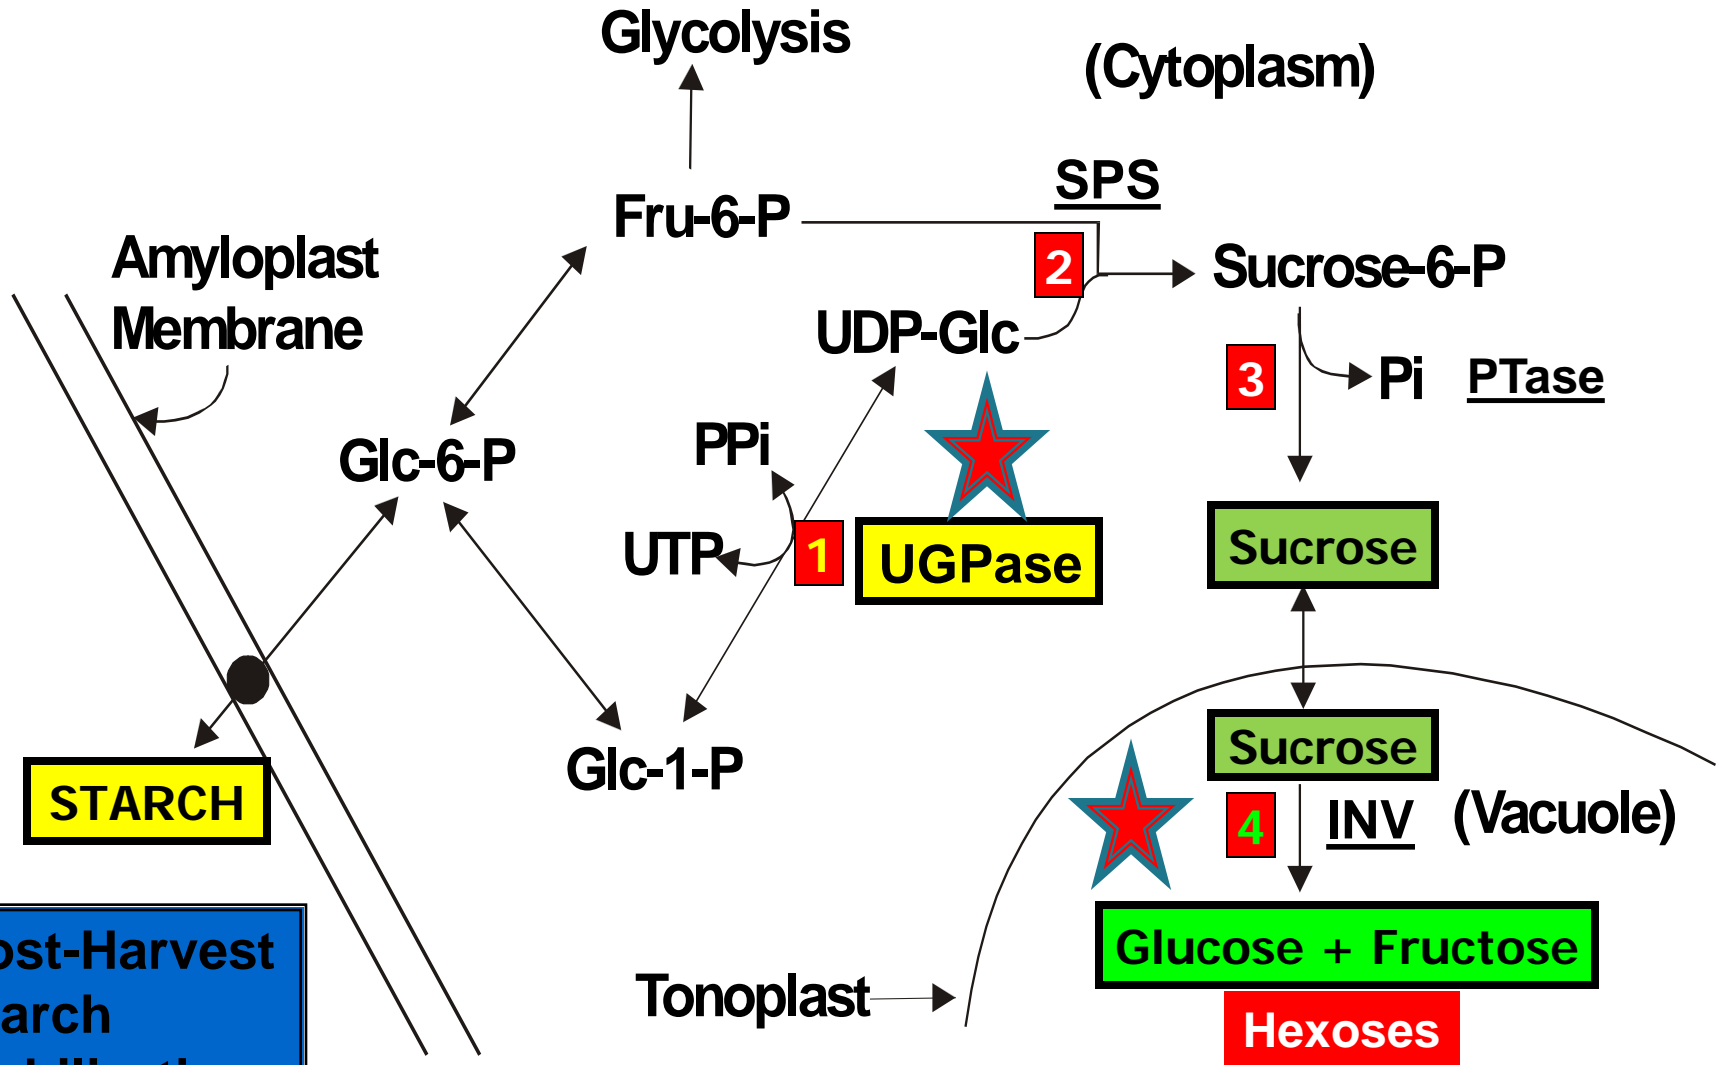 Glycolysis
(Cytoplasm)
SPS
Fru-6-P
2
Sucrose-6-P
Amyloplast
Membrane
UDP-Glc
3
Pi
PTase
PPi
Glc-6-P
UTP
1
UGPase
Sucrose
Sucrose
Glc-1-P
STARCH
4
INV
(Vacuole)
Glucose + Fructose
Tonoplast
Hexoses
ost-Harvest
arch